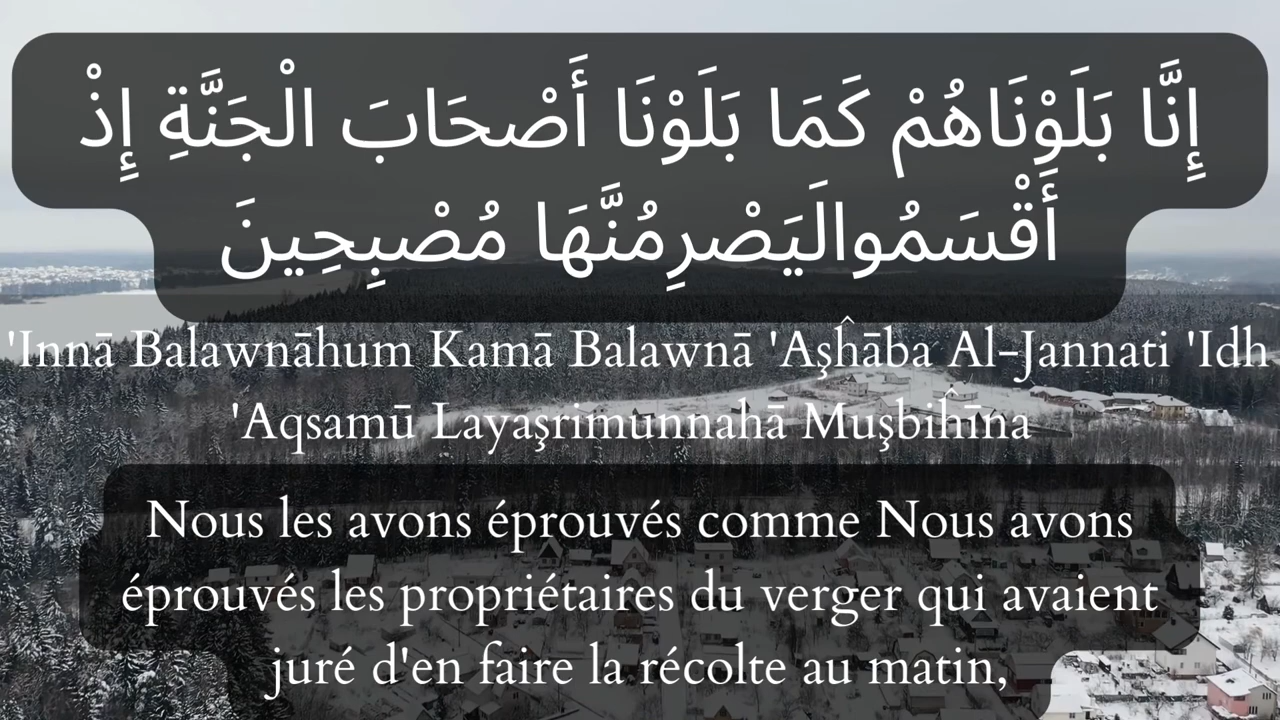 إِنَّا بَلَوْنَاهُمْ كَمَا بَلَوْنَا أَصْحَابَ الْجَنَّةِ إِذْ
أَقْسَمُوالَيَصْرِمُنَّهَا مُصْبِحِينَ
'Innā Balawnāhum Kamā Balawnā 'Aşĥāba Al-Jannati 'Idh
'Aqsamū Layaşrimunnahā Muşbiĥīna
Nous les avons éprouvés comme Nous avons
éprouvés les propriétaires du verger qui avaient
juré d'en faire la récolte au matin,